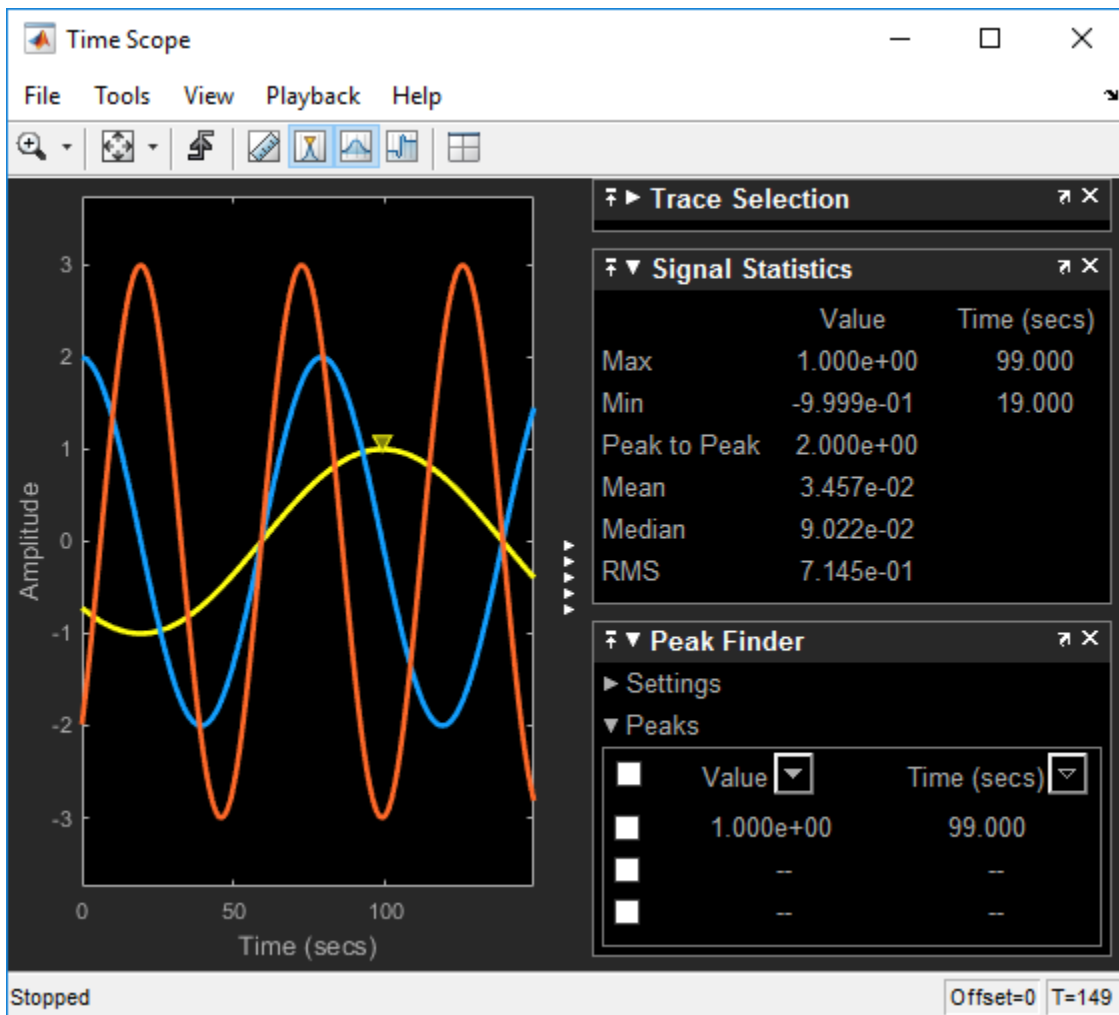 Time Scope
File Tools View Playback Help
3
2
1
0
-1
-2
-3
Amplitude
0 50 100
Time (secs)
Trace Selection
Signal Statistics
Value Time (secs)
Max 1.000e+00 99.000
Min -9.999e-01 19.000
Peak to Peak 2.000e+00
Mean 3.457e-02
Median 9.022e-02
RMS 7.145e-01
Peak Finder
Settings
Peaks
Value Time (secs)
1.000e+00 99.000
-- --
-- --
Stopped Offset=0 T=149